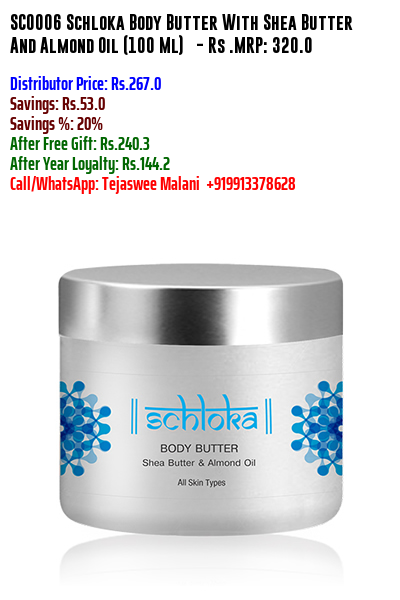 SC0006 Schloka Body Butter With Shea Butter
And Almond Oil (100 Ml) - Rs .MRP: 320.0
Distributor Price: Rs.267.0
Savings: Rs.53.0
Savings %: 20%
After Free Gift: Rs.240.3
After Year Loyalty: Rs.144.2
Call/WhatsApp: Tejaswee Malani +919913378628
|| schloka ||
BODY BUTTER
Shea Butter & Almond Oil
All Skin Types